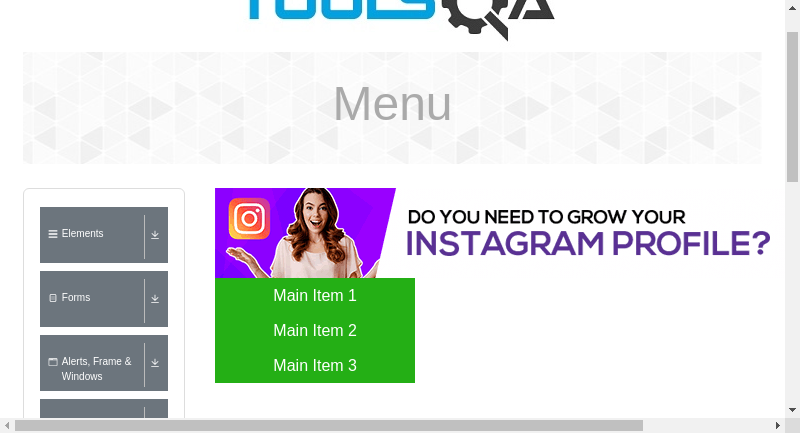 TOOLSQA
Menu
Elements
Forms
Alerts, Frame &
Windows
DO YOU NEED TO GROW YOUR
INSTAGRAM PROFILE?
Main Item 1
Main Item 2
Main Item 3